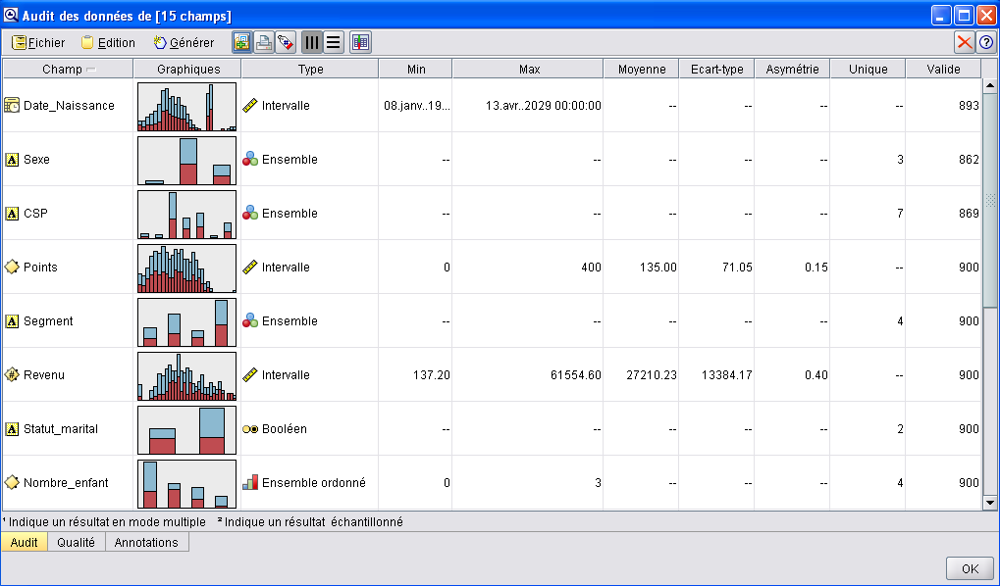 Audit des données de [15 champs]
Fichier Edition Générer
Champ Graphiques Type Min Max Moyenne Ecart-type Asymétrie Unique Valide
Date_Naissance Intervalle 08.janv..19... 13.avr..2029 00:00:00 -- -- -- -- 893
A Sexe Ensemble -- -- -- -- -- 3 862
A CSP Ensemble -- -- -- -- -- 7 869
Points Intervalle 0 400 135.00 71.05 0.15 -- 900
A Segment Ensemble -- -- -- -- -- 4 900
# Revenu Intervalle 137.20 61554.60 27210.23 13384.17 0.40 -- 900
A Statut_marital Booléen -- -- -- -- -- 2 900
Nombre_enfant Ensemble ordonné 0 3 -- -- -- 4 900
¹ Indique un résultat en mode multiple ² Indique un résultat échantillonné
Audit Qualité Annotations
OK